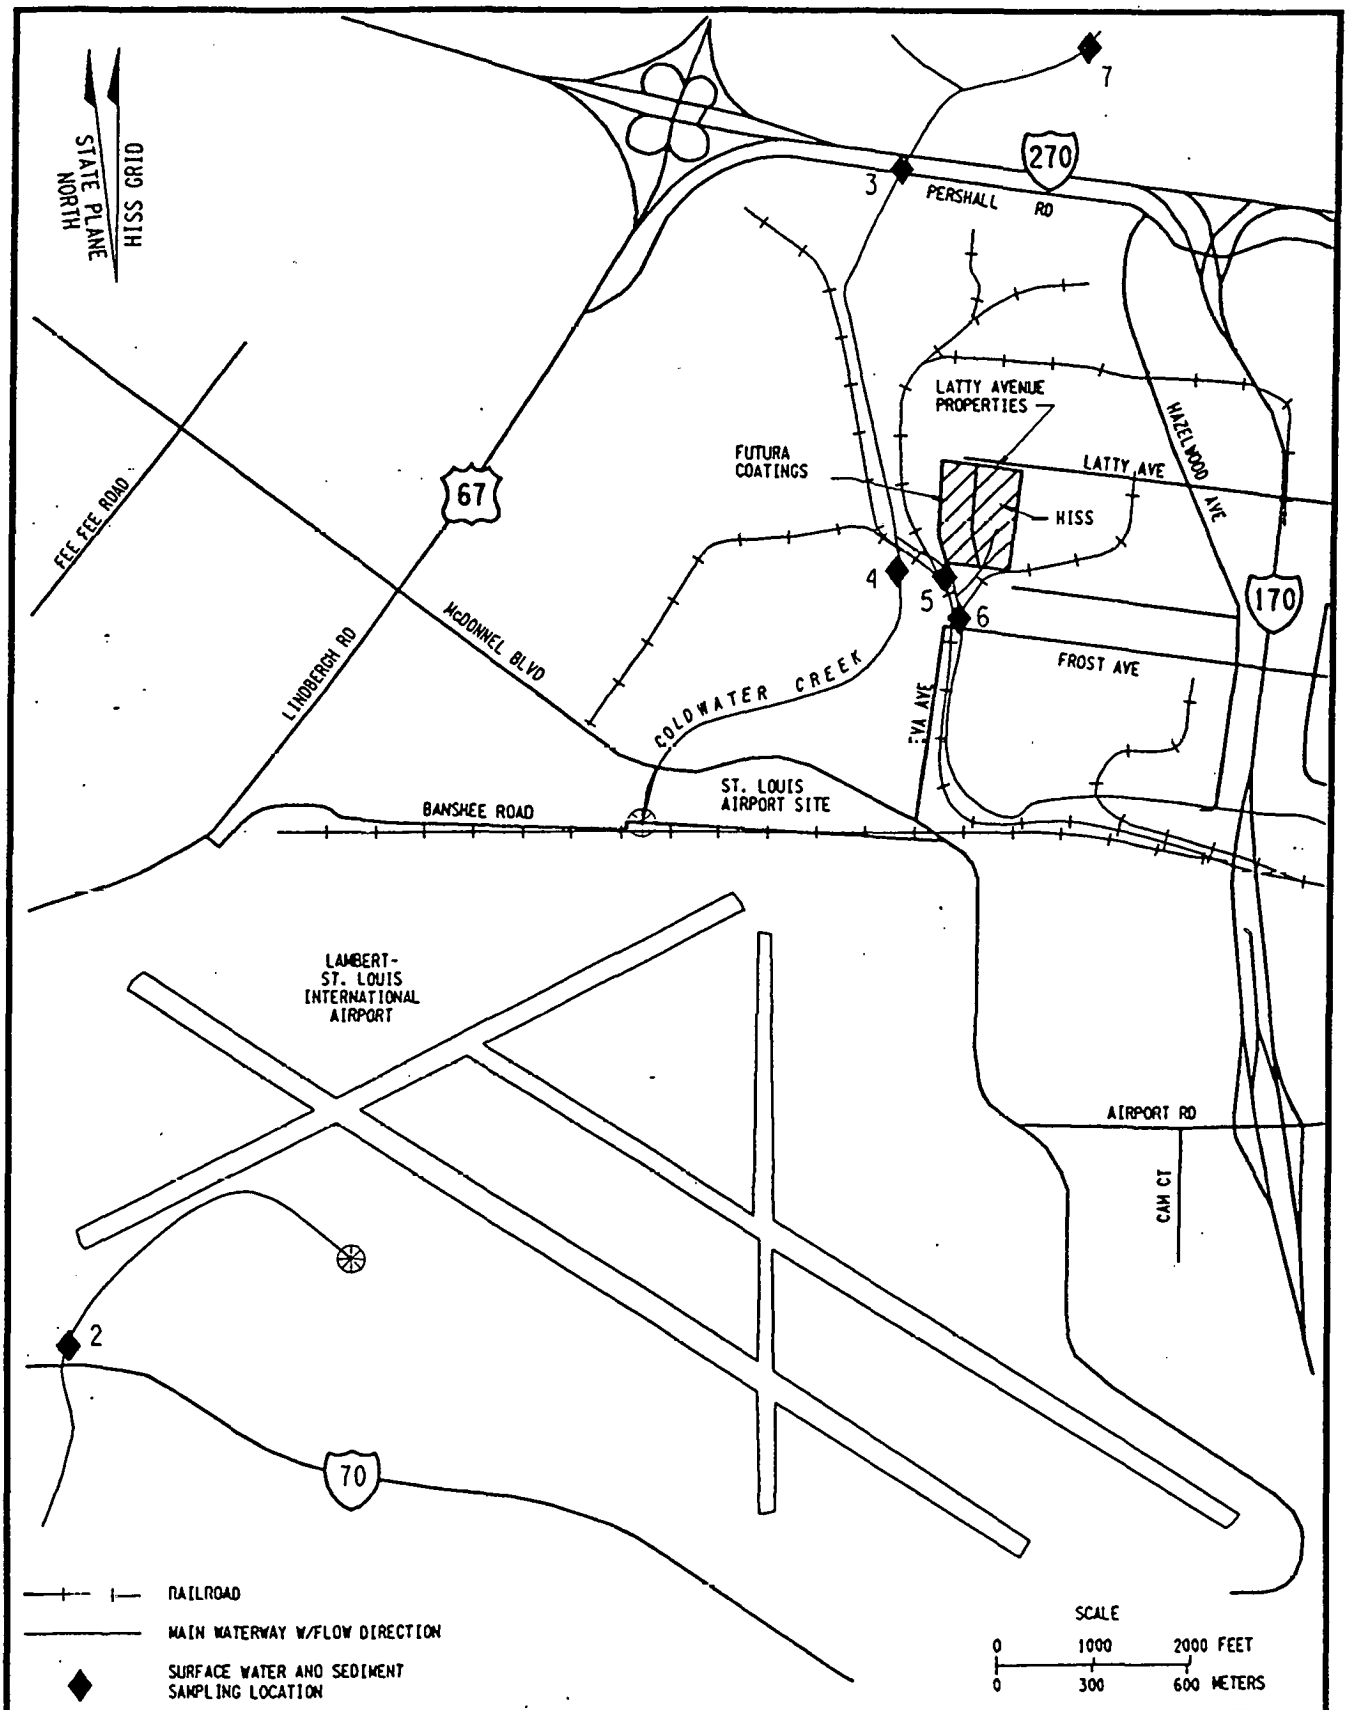 7
270
3
PERSHALL
RD
STATE PLANE
NORTH
HISS GRID
LATTY AVENUE
PROPERTIES
HAZELWOOD AVE
FUTURA
COATINGS
LATTY AVE
67
HISS
FEE FEE ROAD
4
5
6
170
McDONNEL BLVD
LINDBERGH RD
FROST AVE
COLDWATER CREEK
EVA AVE
ST. LOUIS
AIRPORT SITE
BANSHEE ROAD
LAMBERT-
ST. LOUIS
INTERNATIONAL
AIRPORT
AIRPORT RD
CAM CT
2
70
RAILROAD
MAIN WATERWAY W/FLOW DIRECTION
SURFACE WATER AND SEDIMENT
SAMPLING LOCATION
SCALE
0 1000 2000 FEET
0 300 600 METERS